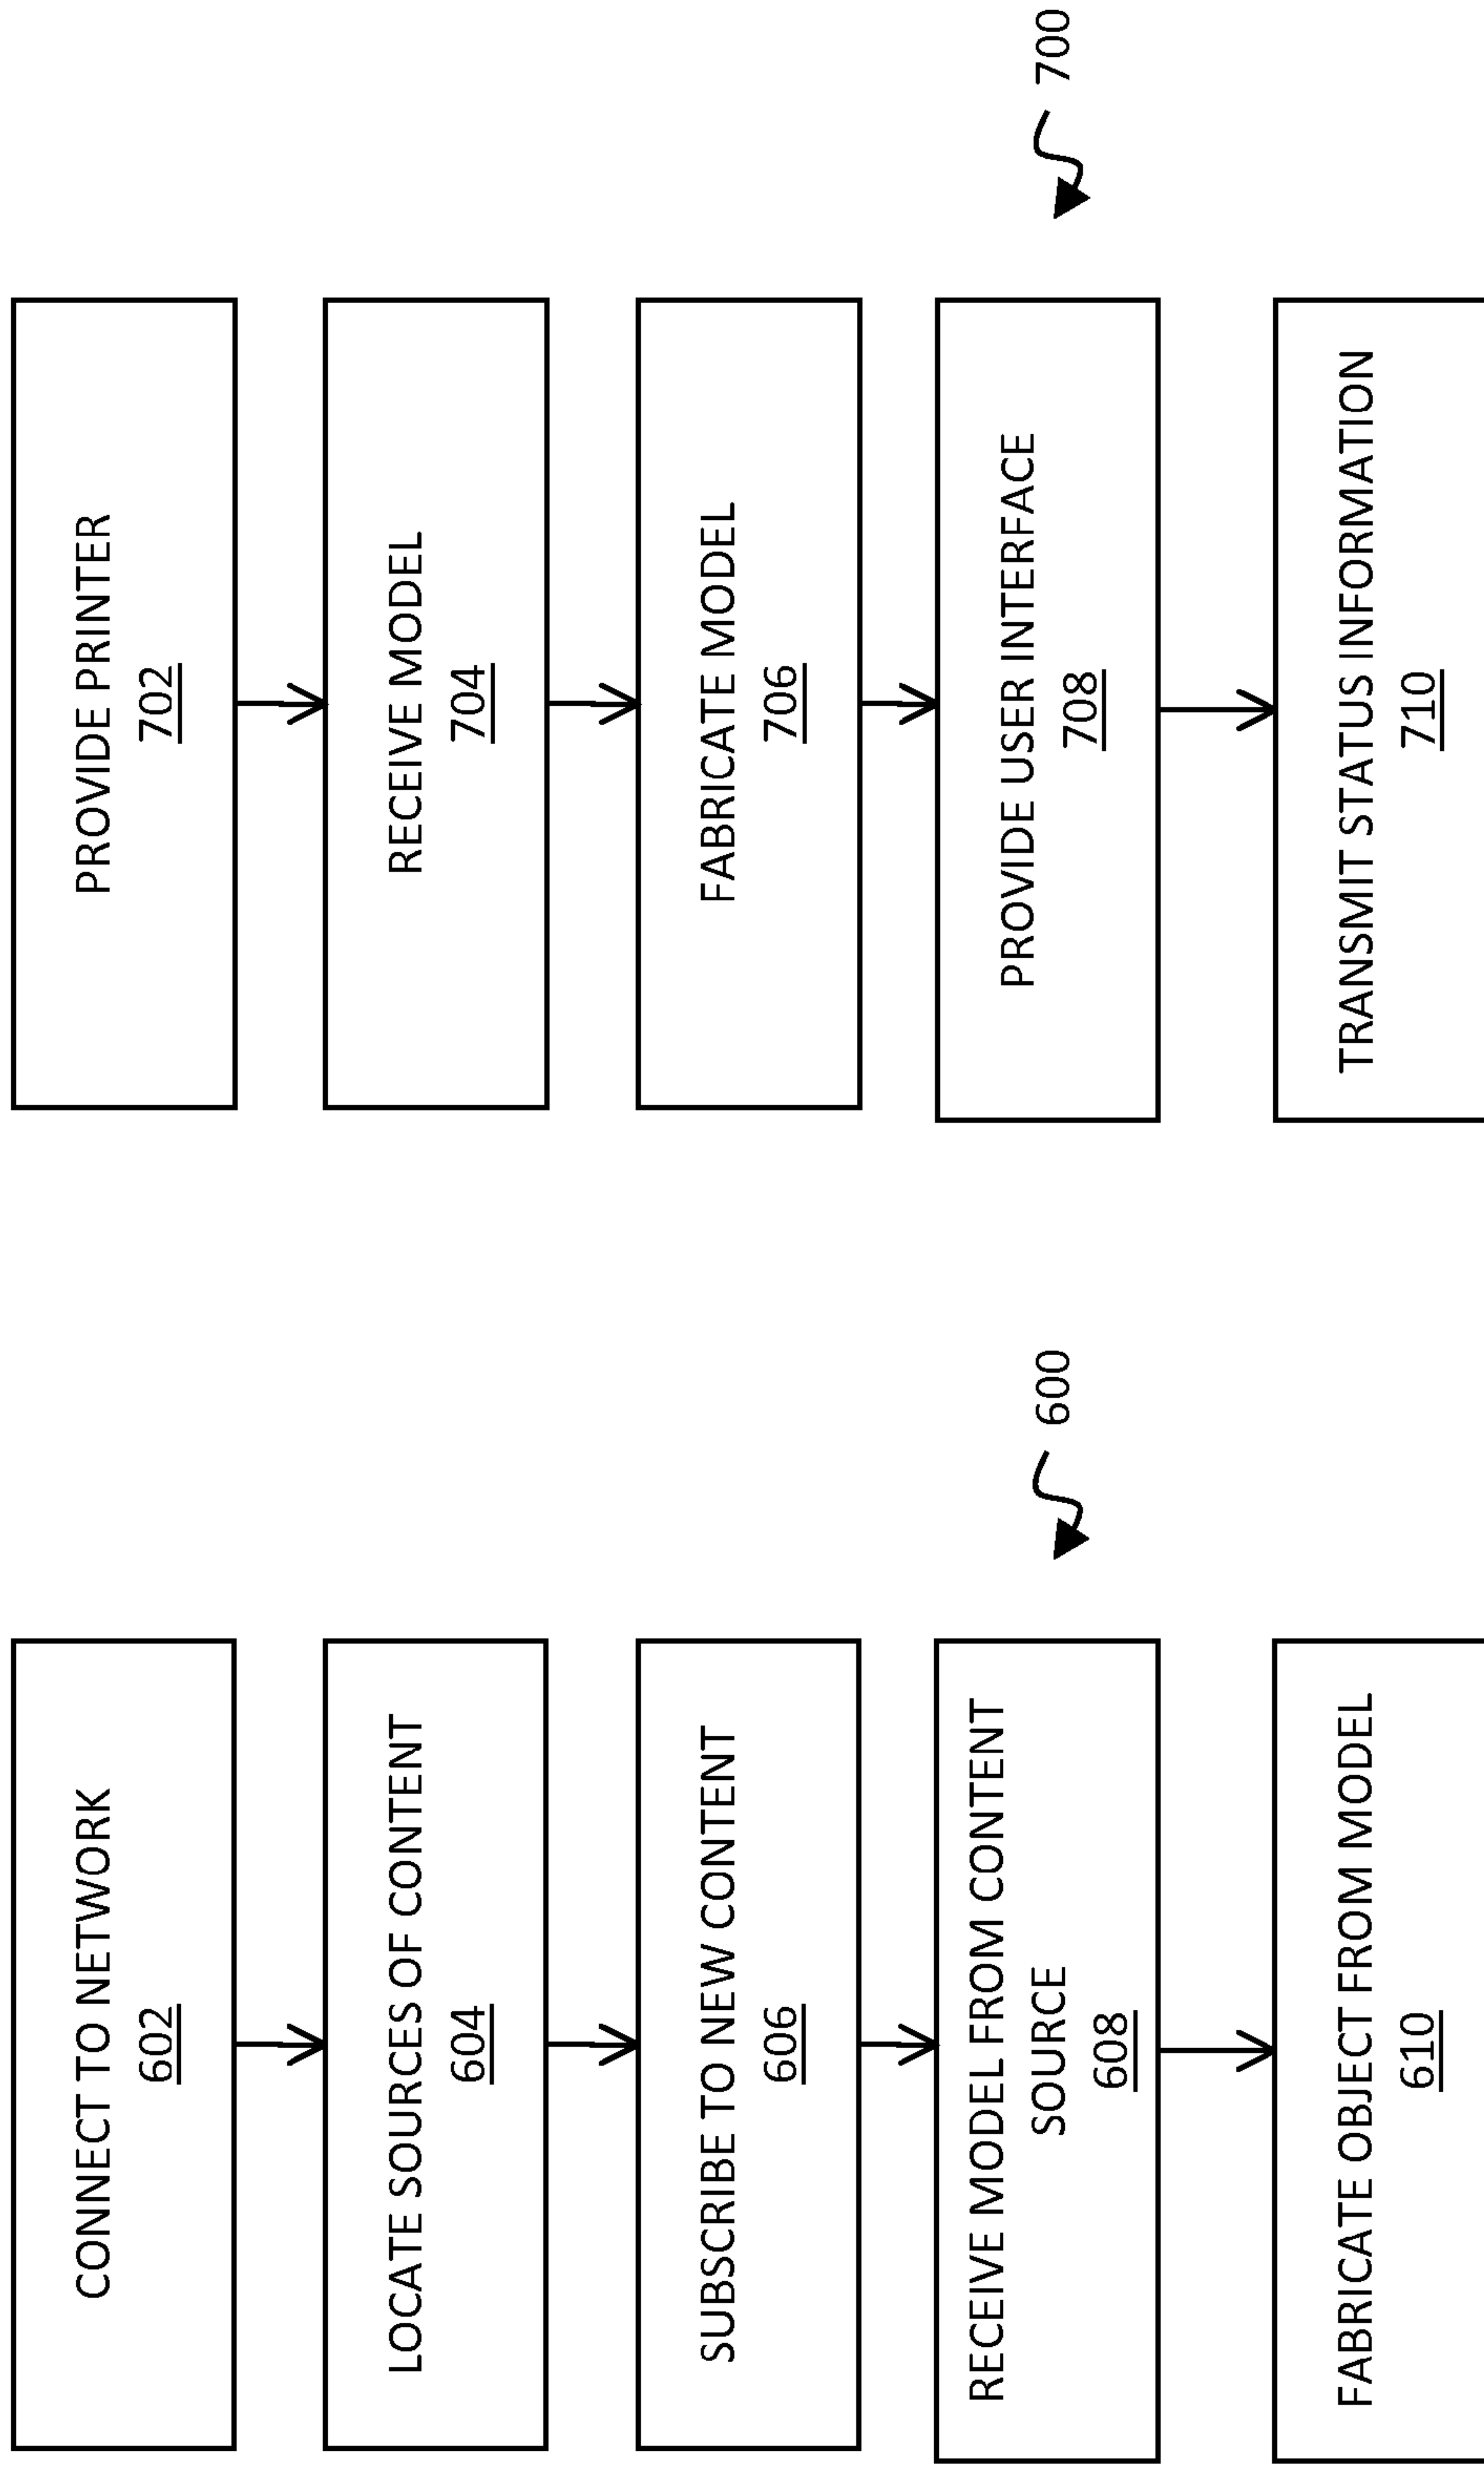 CONNECT TO NETWORK
602
LOCATE SOURCES OF CONTENT
604
SUBSCRIBE TO NEW CONTENT
606
RECEIVE MODEL FROM CONTENT
SOURCE
608
FABRICATE OBJECT FROM MODEL
610
600
PROVIDE PRINTER
702
RECEIVE MODEL
704
FABRICATE MODEL
706
PROVIDE USER INTERFACE
708
TRANSMIT STATUS INFORMATION
710
700